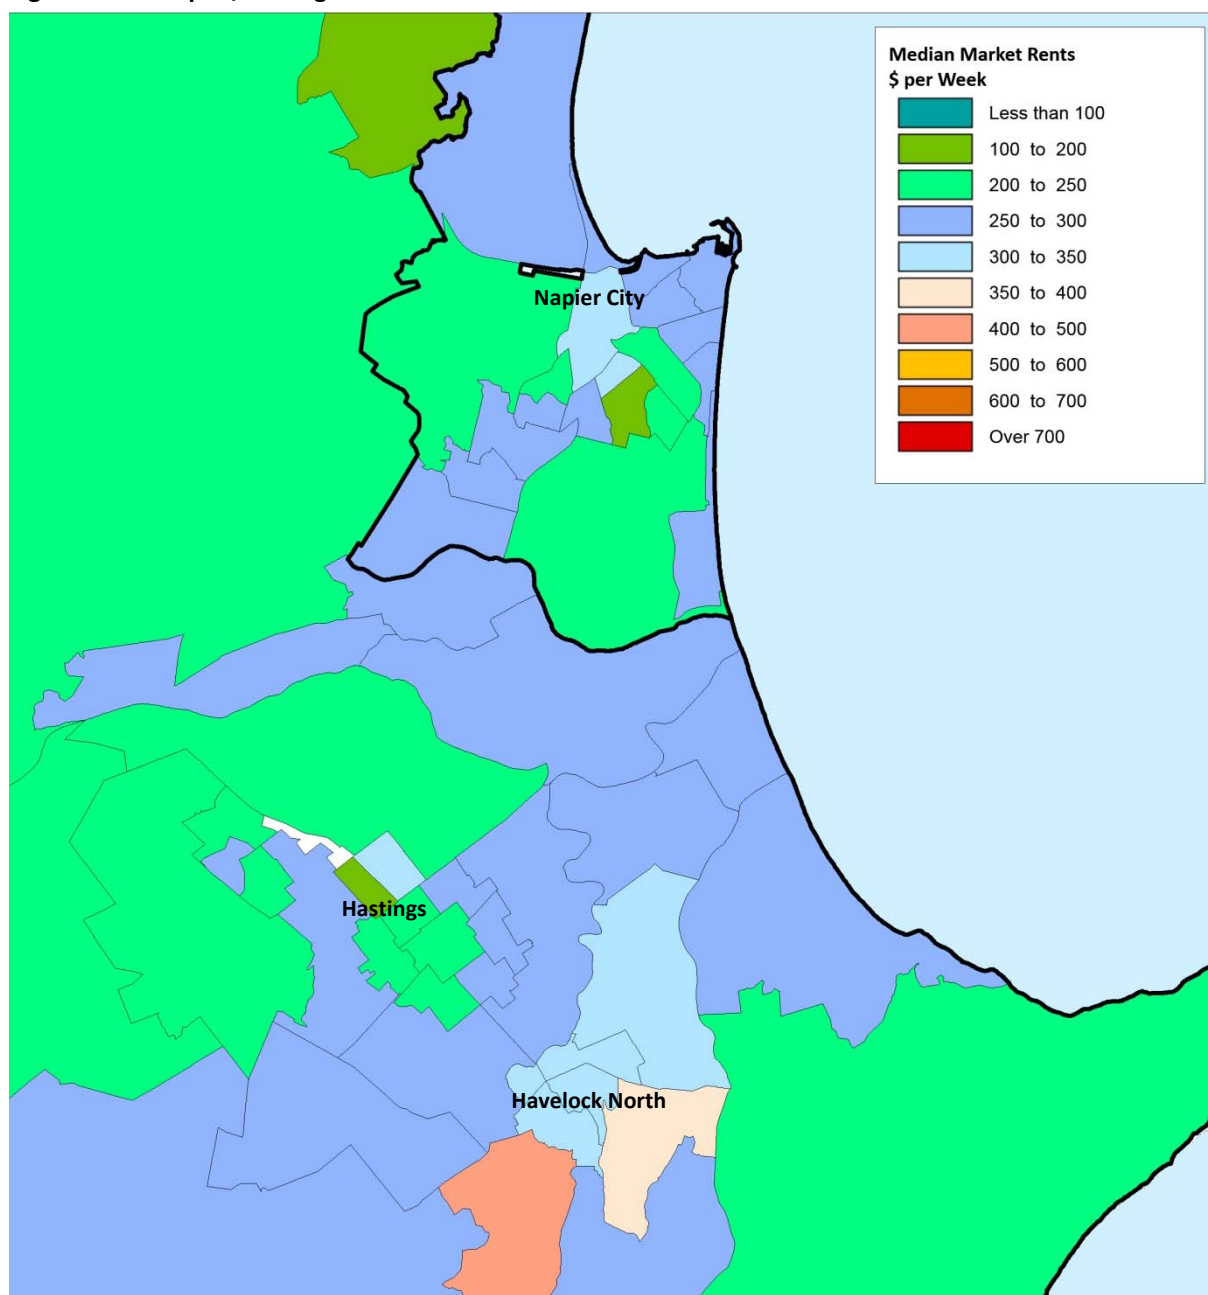 Median Market Rents
$ per Week
Less than 100
100 to 200
200 to 250
250 to 300
300 to 350
350 to 400
400 to 500
500 to 600
600 to 700
Over 700
Napier City
Hastings
Havelock North